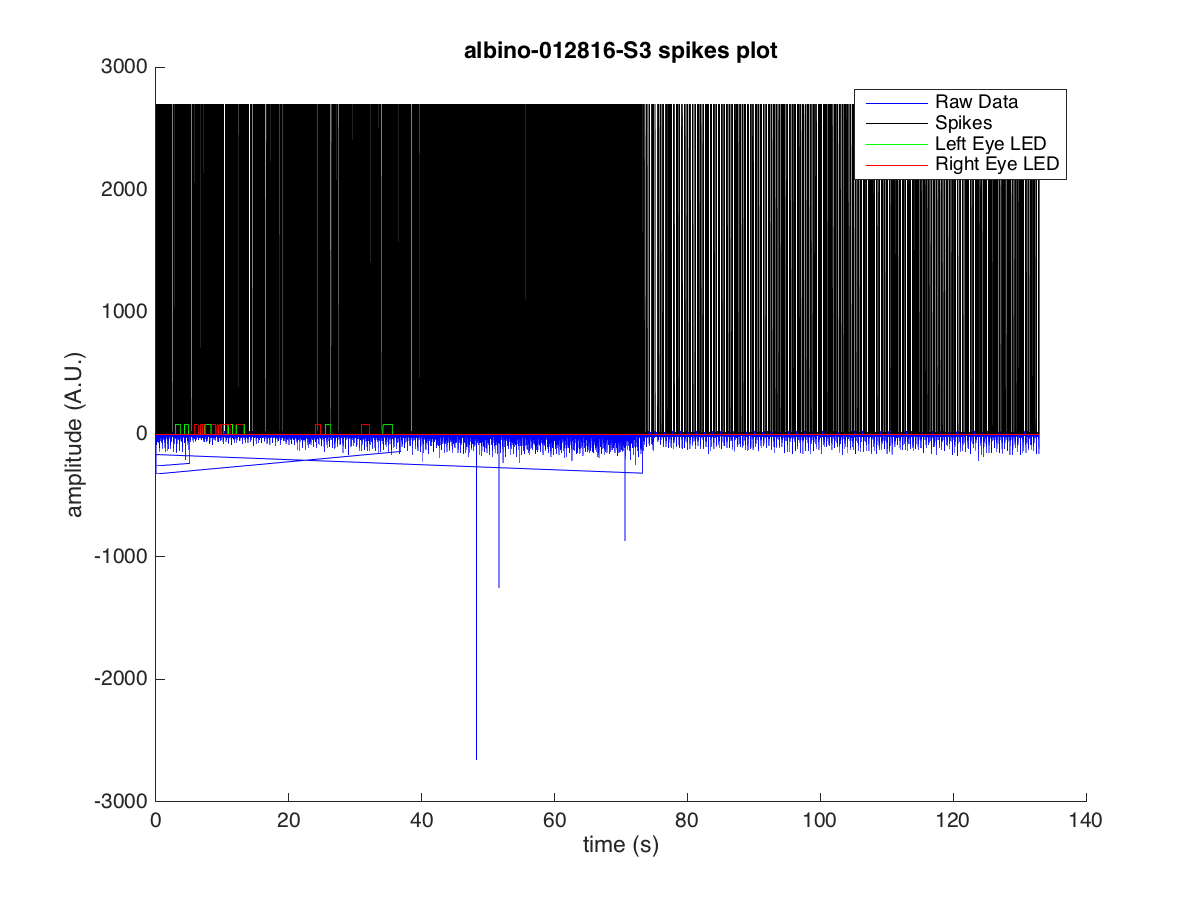 albino-012816-S3 spikes plot
3000
2000
1000
0
-1000
-2000
-3000
amplitude (A.U.)
Raw Data
Spikes
Left Eye LED
Right Eye LED
0 20 40 60 80 100 120 140
time (s)